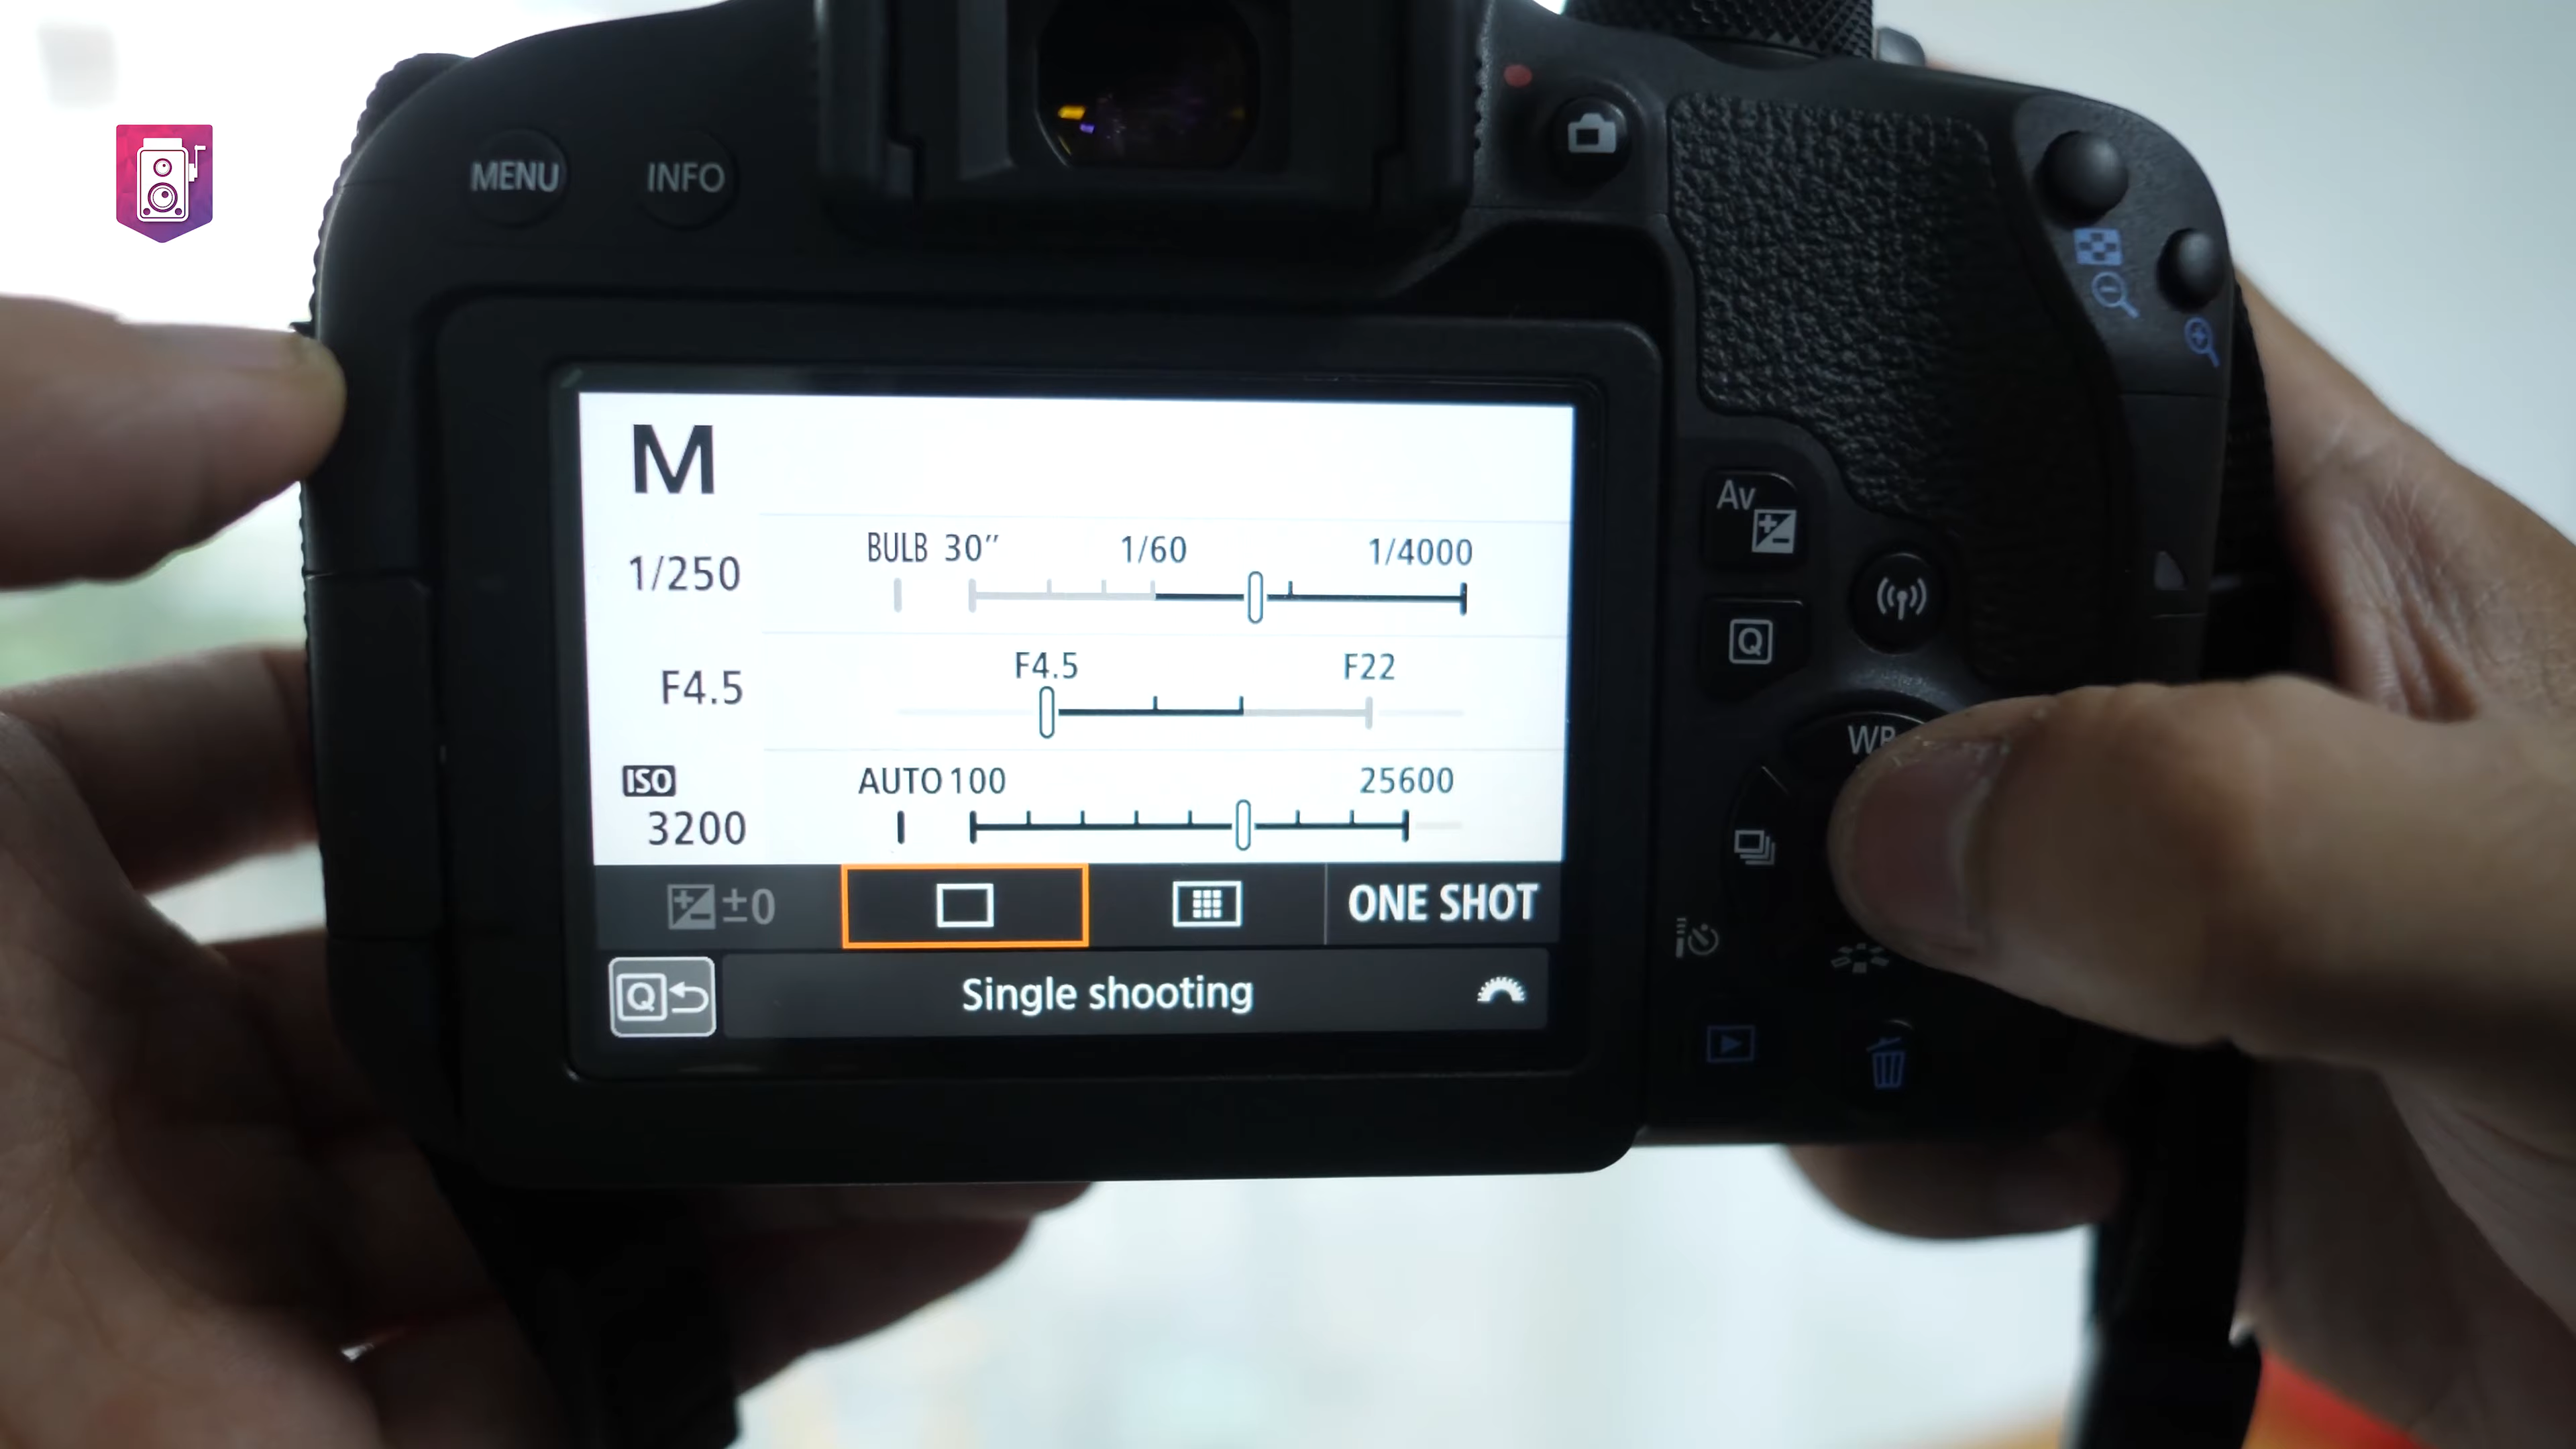 MENU
INFO
M
BULB 30″ 1/60 1/4000
1/250
F4.5 F22
F4.5
ISO AUTO 100 25600
3200
±0
ONE SHOT
Q
Single shooting
Av
Q